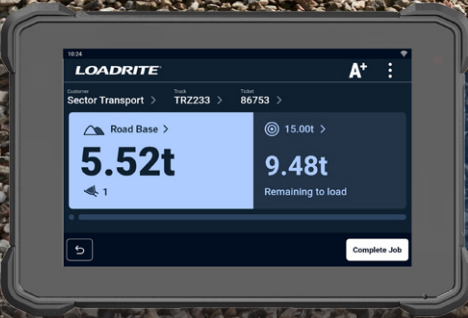 10:24
LOADRITE
A+
Customer Truck Ticket
Sector Transport > TRZ233 > 86753 >
Road Base > 15.00t >
5.52t 9.48t
1 Remaining to load
Complete Job